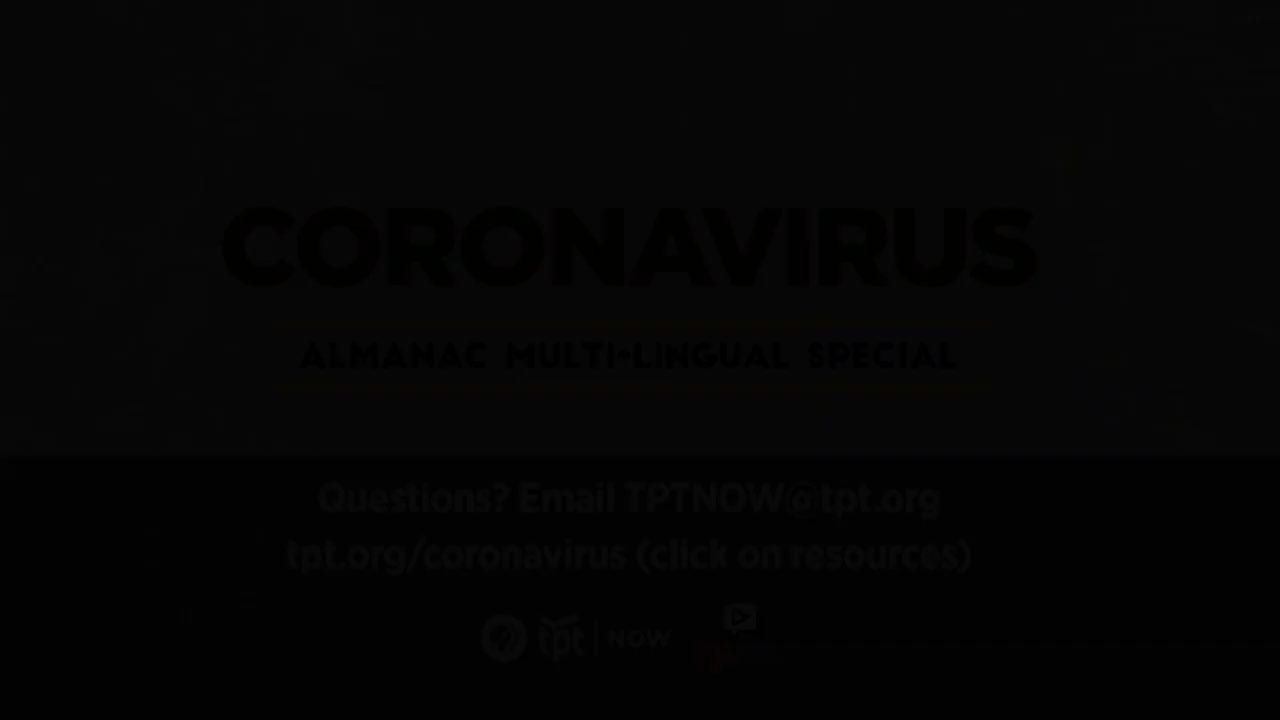 CORONAVIRUS
ALMANAC MULTI-LINGUAL SPECIAL
Questions? Email TPTNOW@tpt.org
tpt.org/coronavirus (click on resources)
tpt NOW